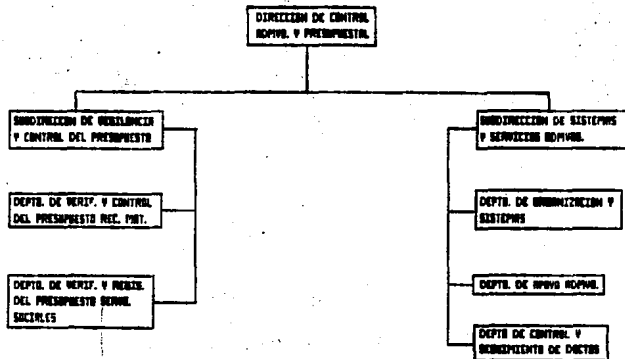 DIRECCION DE CONTROL
ADMVO. Y PRESUPUESTAL
SUBDIRECCION DE VIGILANCIA
Y CONTROL DEL PRESUPUESTO
SUBDIRECCION DE SISTEMAS
Y SERVICIOS ADMVOS.
DEPTO. DE VERIF. Y CONTROL
DEL PRESUPUESTO REC. MAT.
DEPTO. DE ORGANIZACION Y
SISTEMAS
DEPTO. DE VERIF. Y REGIS.
DEL PRESUPUESTO SERVS.
SOCIALES
DEPTO. DE APOYO ADMVO.
DEPTO DE CONTROL Y
SEGUIMIENTO DE DOCTOS